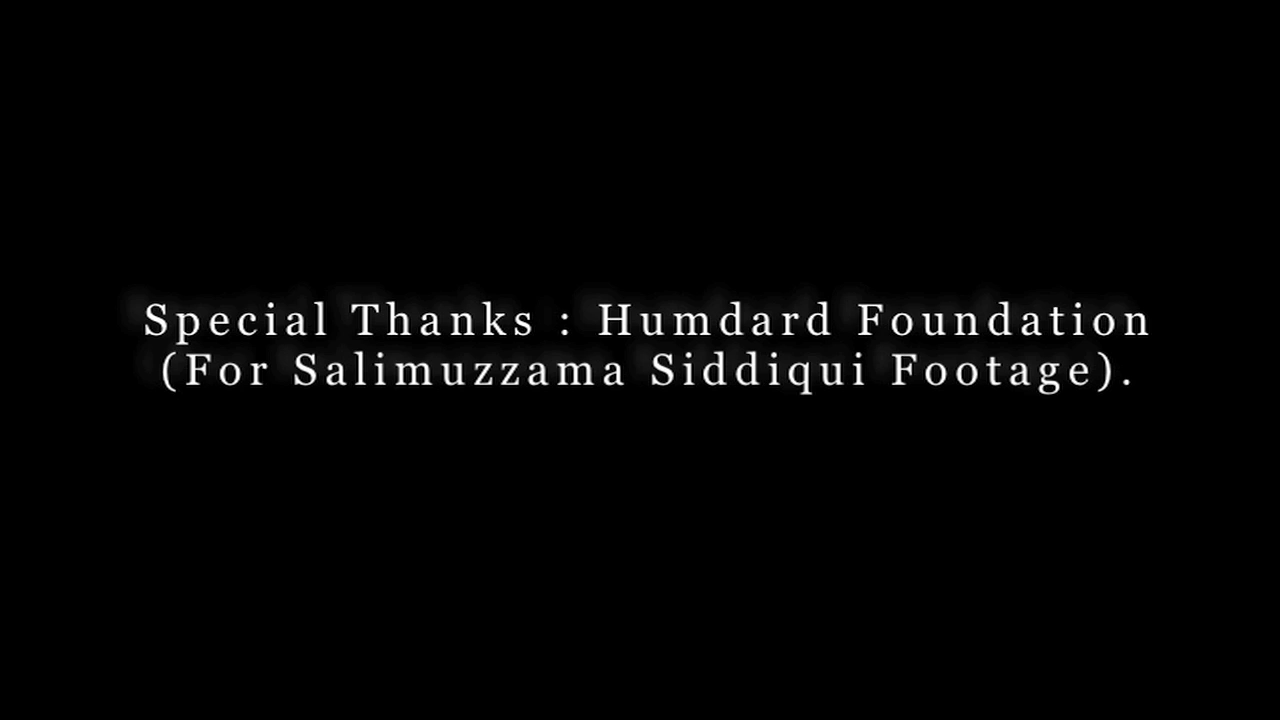 Special Thanks : Humdard Foundation
(For Salimuzzama Siddiqui Footage).